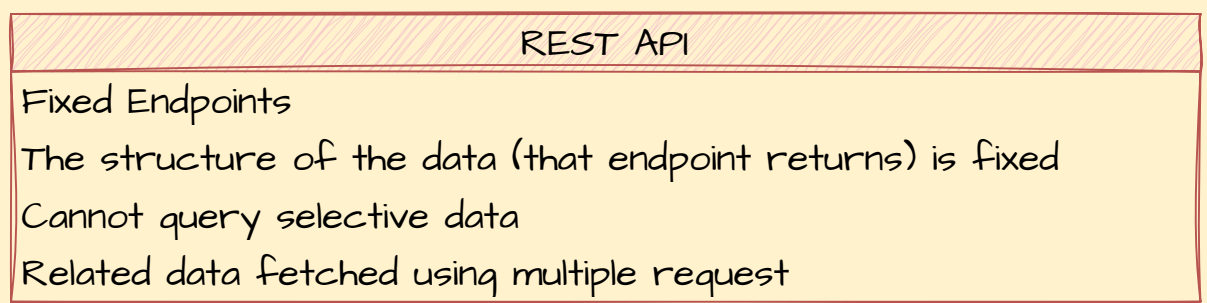 REST API
Fixed Endpoints
The structure of the data (that endpoint returns) is fixed
Cannot query selective data
Related data fetched using multiple request